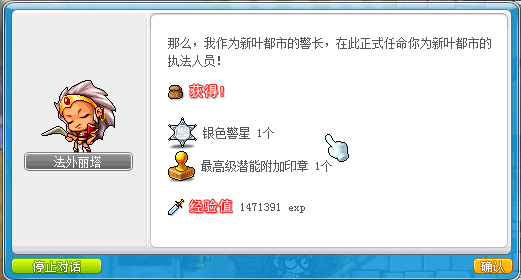 那么，我作为新叶都市的警长，在此正式任命你为新叶都市的
执法人员！
获得！
银色警星 1个
最高级潜能附加印章 1个
经验值 1471391 exp
法外丽塔
停止对话
确认